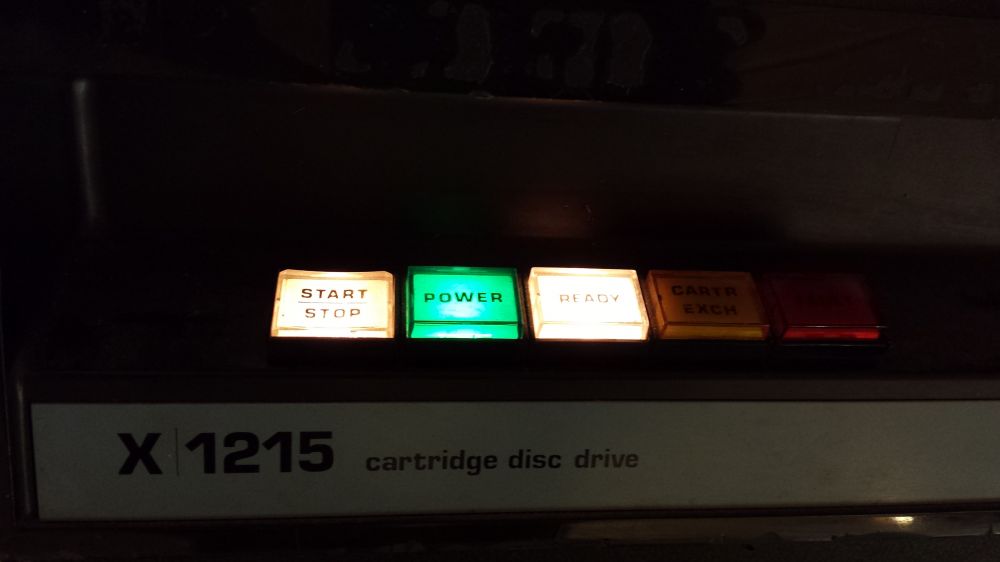 START
STOP
POWER
READY
CARTR
EXCH
X 1215 cartridge disc drive